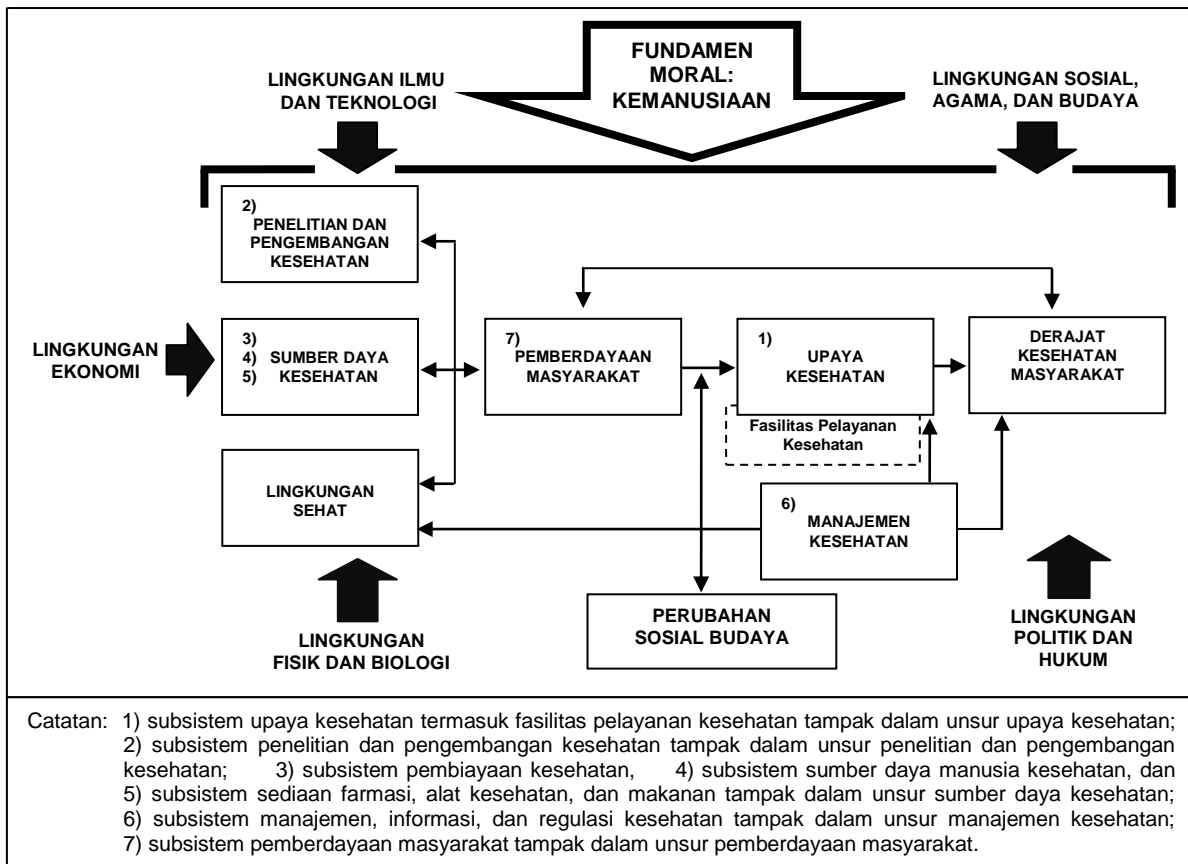 FUNDAMEN
MORAL:
KEMANUSIAAN
LINGKUNGAN ILMU
DAN TEKNOLOGI
LINGKUNGAN SOSIAL,
AGAMA, DAN BUDAYA
2)
PENELITIAN DAN
PENGEMBANGAN
KESEHATAN
LINGKUNGAN
EKONOMI
3)
4) SUMBER DAYA
5) KESEHATAN
7)
PEMBERDAYAAN
MASYARAKAT
1)
UPAYA
KESEHATAN
Fasilitas Pelayanan
Kesehatan
DERAJAT
KESEHATAN
MASYARAKAT
LINGKUNGAN
SEHAT
6)
MANAJEMEN
KESEHATAN
PERUBAHAN
SOSIAL BUDAYA
LINGKUNGAN
FISIK DAN BIOLOGI
LINGKUNGAN
POLITIK DAN
HUKUM
Catatan: 1) subsistem upaya kesehatan termasuk fasilitas pelayanan kesehatan tampak dalam unsur upaya kesehatan;
2) subsistem penelitian dan pengembangan kesehatan tampak dalam unsur penelitian dan pengembangan
kesehatan; 3) subsistem pembiayaan kesehatan, 4) subsistem sumber daya manusia kesehatan, dan
5) subsistem sediaan farmasi, alat kesehatan, dan makanan tampak dalam unsur sumber daya kesehatan;
6) subsistem manajemen, informasi, dan regulasi kesehatan tampak dalam unsur manajemen kesehatan;
7) subsistem pemberdayaan masyarakat tampak dalam unsur pemberdayaan masyarakat.